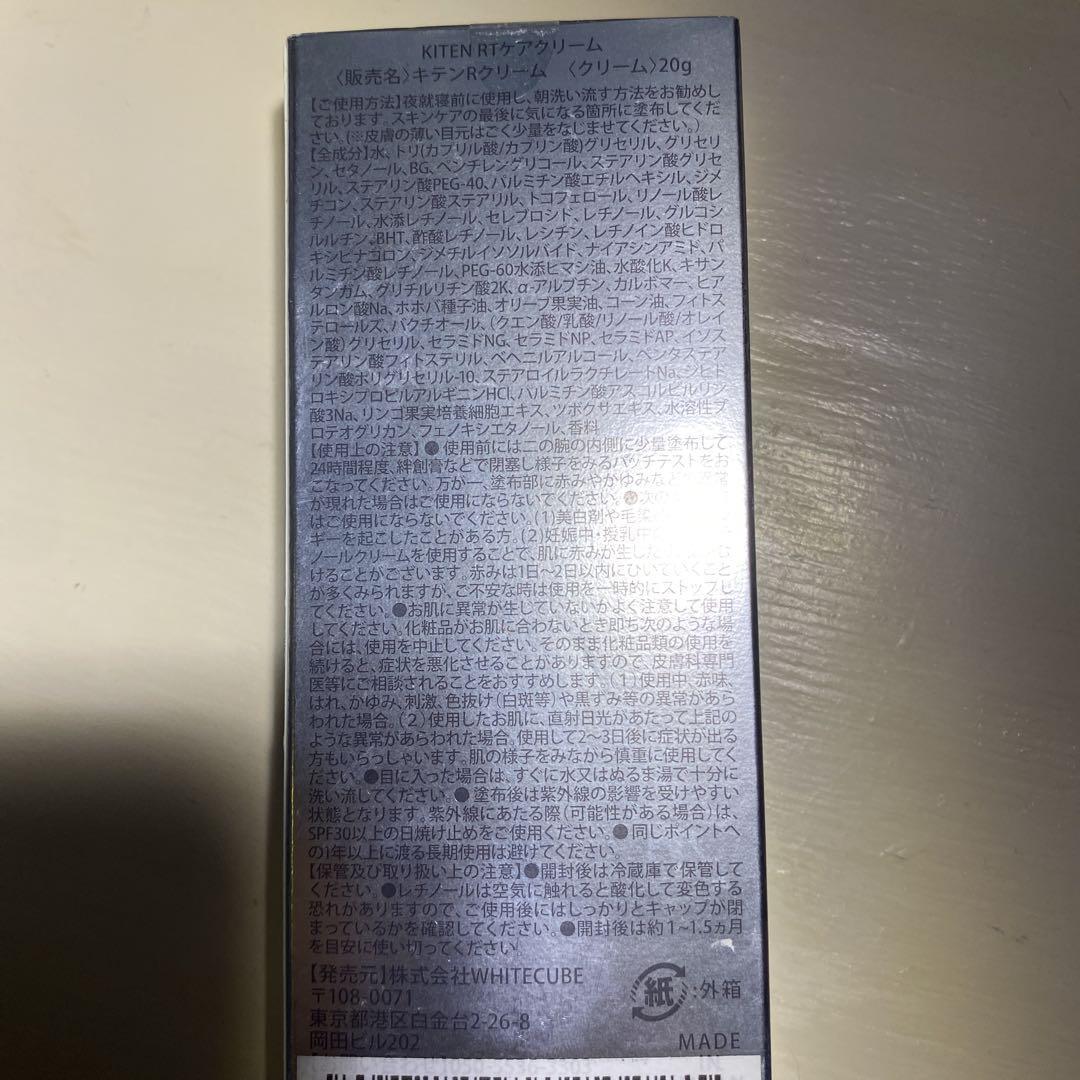 KITEN RTケアクリーム
〈販売名〉キテンRクリーム 〈クリーム〉20g
【ご使用方法】夜就寝前に使用し、朝洗い流す方法をお勧めし
ております。スキンケアの最後に気になる箇所に塗布してくだ
さい。(※皮膚の薄い目元はごく少量をなじませてください。)
【全成分】水、トリ(カプリル酸/カプリン酸)グリセリル、グリセリ
ン、セタノール、BG、ペンチレングリコール、ステアリン酸グリセ
リル、ステアリン酸PEG-40、パルミチン酸エチルヘキシル、ジメ
チコン、ステアリン酸ステアリル、トコフェロール、リノール酸レ
チノール、水添レチノール、セレブロシド、レチノール、グルコシ
ルルチン、BHT、酢酸レチノール、レシチン、レチノイン酸ヒドロ
キシピナコロン、ジメチルイソソルバイド、ナイアシンアミド、パ
ルミチン酸レチノール、PEG-60水添ヒマシ油、水酸化K、キサン
タンガム、グリチルリチン酸2K、α-アルブチン、カルボマー、ヒア
ルロン酸Na、ホホバ種子油、オリーブ果実油、コーン油、フィトス
テロールズ、バクチオール、(クエン酸/乳酸/リノール酸/オレイ
ン酸)グリセリル、セラミドNG、セラミドNP、セラミドAP、イソス
テアリン酸フィトステリル、ベヘニルアルコール、ペンタステア
リン酸ポリグリセリル-10、ステアロイルラクチレートNa、ジヒド
ロキシプロピルアルギニンHCl、パルミチン酸アスコルビルリン
酸3Na、リンゴ果実培養細胞エキス、ツボクサエキス、水溶性プ
ロテオグリカン、フェノキシエタノール、香料
【使用上の注意】●使用前には二の腕の内側に少量塗布して
24時間程度、絆創膏などで閉塞し様子をみるパッチテストをお
こなってください。万が一、塗布部に赤みやかゆみなど
が現れた場合はご使用にならないでください。●次の
はご使用にならないでください。(1)美白剤や毛染
ギーを起こしたことがある方。(2)妊娠中・授乳中
ノールクリームを使用することで、肌に赤みが生じた
けることがございます。赤みは1日〜2日以内にひいていくこと
が多くみられますが、ご不安な時は使用を一時的にストップし
てください。●お肌に異常が生じていないかよく注意して使用
してください。化粧品がお肌に合わないとき即ち次のような場
合には、使用を中止してください。そのまま化粧品類の使用を
続けると、症状を悪化させることがありますので、皮膚科専門
医等にご相談されることをおすすめします。(1)使用中、赤味、
はれ、かゆみ、刺激、色抜け(白斑等)や黒ずみ等の異常があら
われた場合。(2)使用したお肌に、直射日光があたって上記の
ような異常があらわれた場合。使用して2〜3日後に症状が出る
方もいらっしゃいます。肌の様子をみながら慎重に使用してく
ださい。●目に入った場合は、すぐに水又はぬるま湯で十分に
洗い流してください。●塗布後は紫外線の影響を受けやすい
状態となります。紫外線にあたる際(可能性がある場合)は、
SPF30以上の日焼け止めをご使用ください。●同じポイントへ
の1年以上に渡る長期使用は避けてください。
【保管及び取り扱い上の注意】●開封後は冷蔵庫で保管して
ください。●レチノールは空気に触れると酸化して変色する
恐れがありますので、ご使用後にはしっかりとキャップが閉
まっているかを確認してください。●開封後は約1~1.5ヵ月
を目安に使い切ってください。
【発売元】株式会社WHITECUBE
〒108-0071
東京都港区白金台2-26-8
岡田ビル202
紙:外箱
MADE